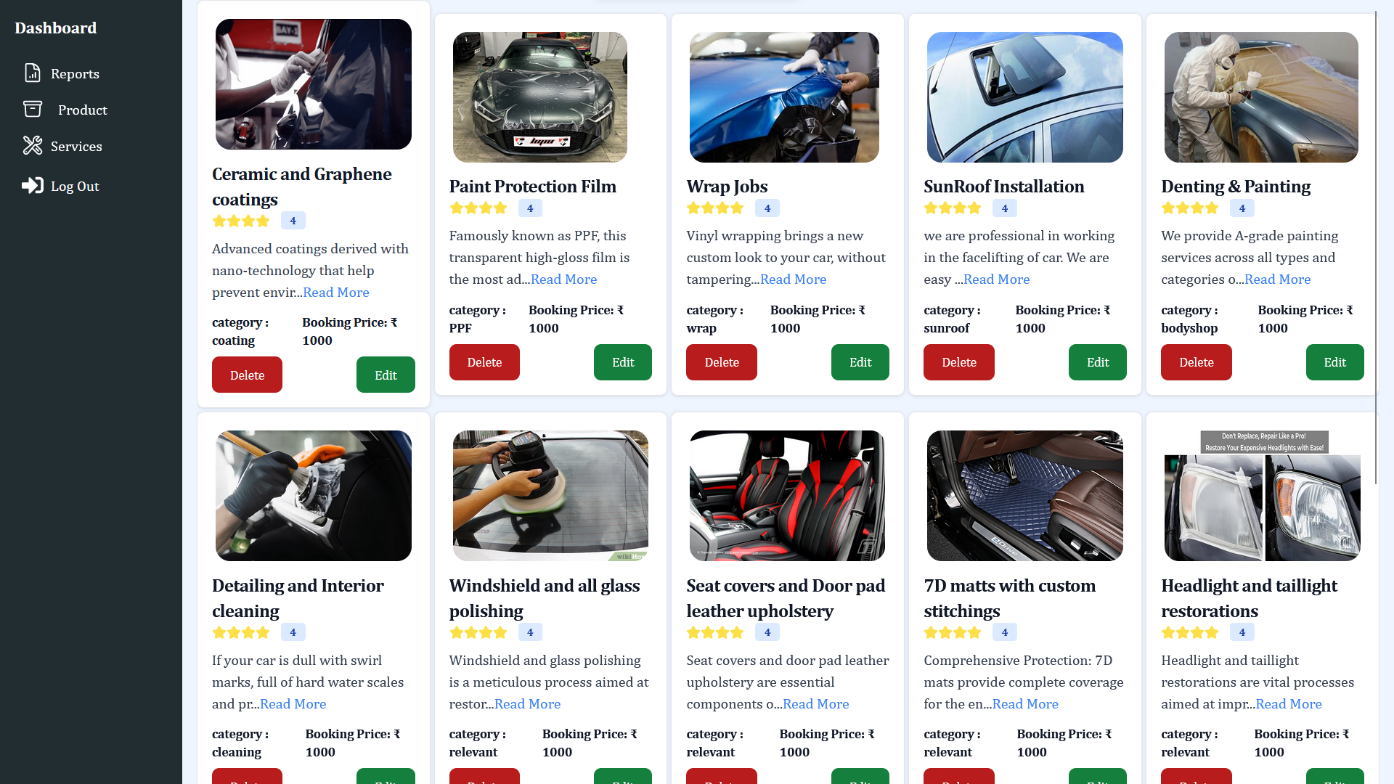 Dashboard
Reports
Product
Services
Log Out
BAY-1
Ceramic and Graphene
coatings
4
Advanced coatings derived with
nano-technology that help
prevent envir...Read More
category :
coating
Booking Price: ₹
1000
Delete
Edit
Paint Protection Film
4
Famously known as PPF, this
transparent high-gloss film is
the most ad...Read More
category :
PPF
Booking Price: ₹
1000
Delete
Edit
Wrap Jobs
4
Vinyl wrapping brings a new
custom look to your car, without
tampering...Read More
category :
wrap
Booking Price: ₹
1000
Delete
Edit
SunRoof Installation
4
we are professional in working
in the facelifting of car. We are
easy ...Read More
category :
sunroof
Booking Price: ₹
1000
Delete
Edit
Denting & Painting
4
We provide A-grade painting
services across all types and
categories o...Read More
category :
bodyshop
Booking Price: ₹
1000
Delete
Edit
Detailing and Interior
cleaning
4
If your car is dull with swirl
marks, full of hard water scales
and pr...Read More
category :
cleaning
Booking Price: ₹
1000
Delete
Edit
Windshield and all glass
polishing
4
Windshield and glass polishing
is a meticulous process aimed at
restor...Read More
category :
relevant
Booking Price: ₹
1000
Delete
Edit
Seat covers and Door pad
leather upholstery
4
Seat covers and door pad leather
upholstery are essential
components o...Read More
category :
relevant
Booking Price: ₹
1000
Delete
Edit
7D matts with custom
stitchings
4
Comprehensive Protection: 7D
mats provide complete coverage
for the en...Read More
category :
relevant
Booking Price: ₹
1000
Delete
Edit
Don't Replace, Repair Like a Pro!
Restore Your Expensive Headlights with Ease!
Headlight and taillight
restorations
4
Headlight and taillight
restorations are vital processes
aimed at impr...Read More
category :
relevant
Booking Price: ₹
1000
Delete
Edit